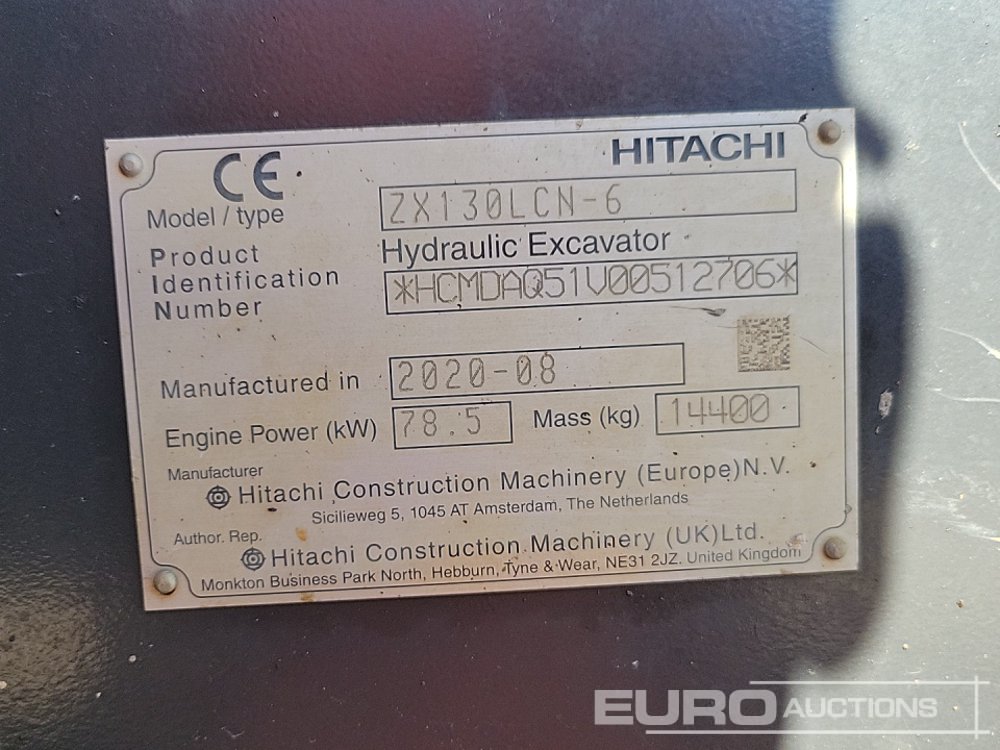 CE
HITACHI
Model / type ZX130LCN-6
Product Hydraulic Excavator
Identification *HCMDAQ51V00512706*
Number
Manufactured in 2020-08
Engine Power (kW) 78.5 Mass (kg) 14400
Manufacturer
Hitachi Construction Machinery (Europe)N.V.
Sicilieweg 5, 1045 AT Amsterdam, The Netherlands
Author. Rep.
Hitachi Construction Machinery (UK)Ltd.
Monkton Business Park North, Hebburn, Tyne & Wear, NE31 2JZ. United Kingdom
EURO AUCTIONS